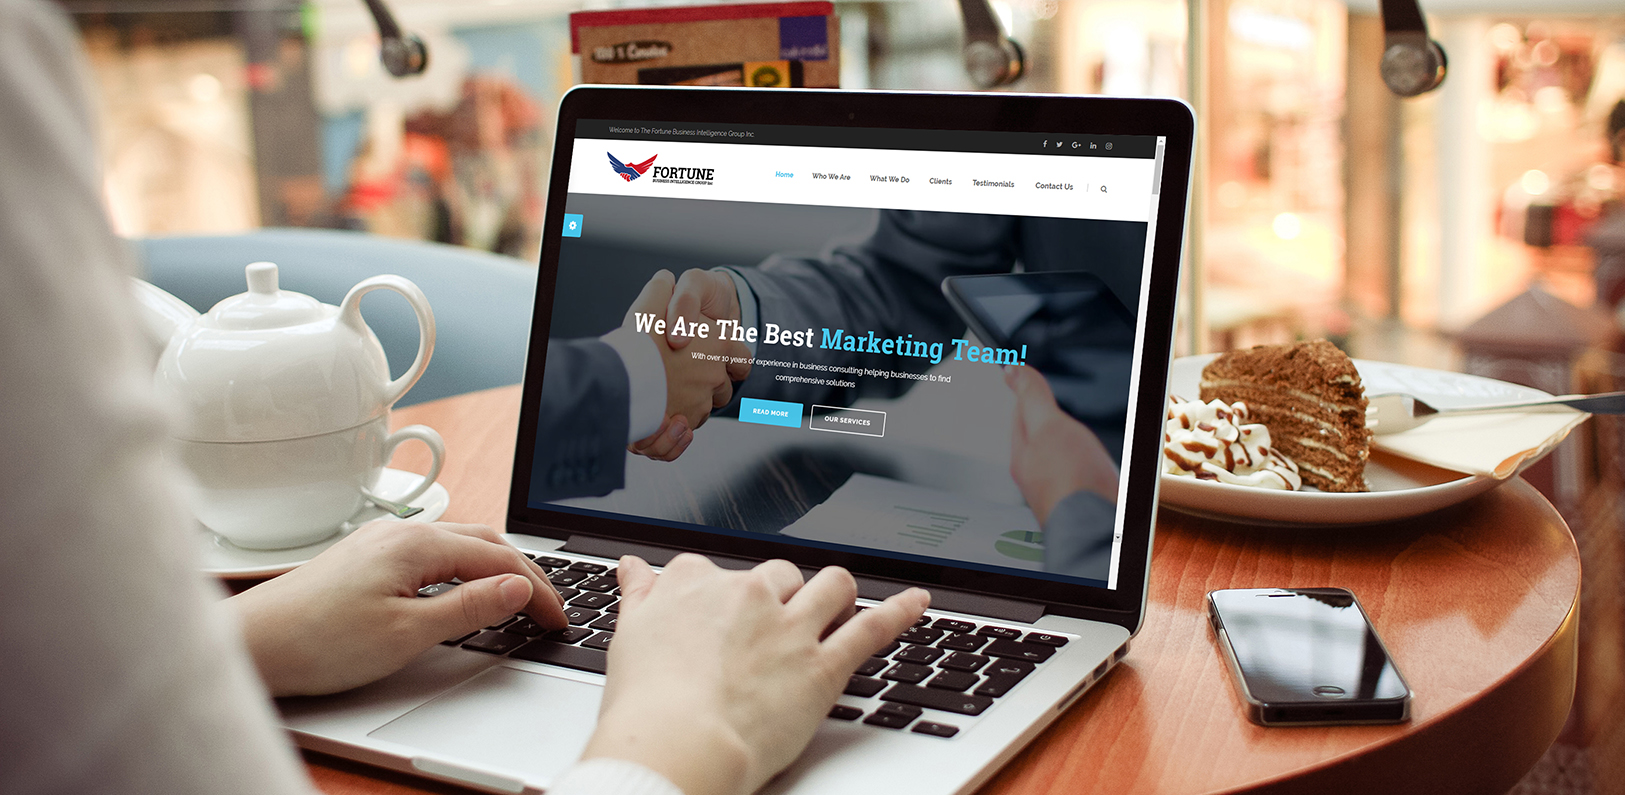 100 % Conden
Welcome to The Fortune Business Intelligence Group Inc
FORTUNE
BUSINESS INTELLIGENCE GROUP Inc
Home
Who We Are
What We Do
Clients
Testimonials
Contact Us
We Are The Best Marketing Team!
With over 10 years of experience in business consulting helping businesses to find
comprehensive solutions
READ MORE
OUR SERVICES